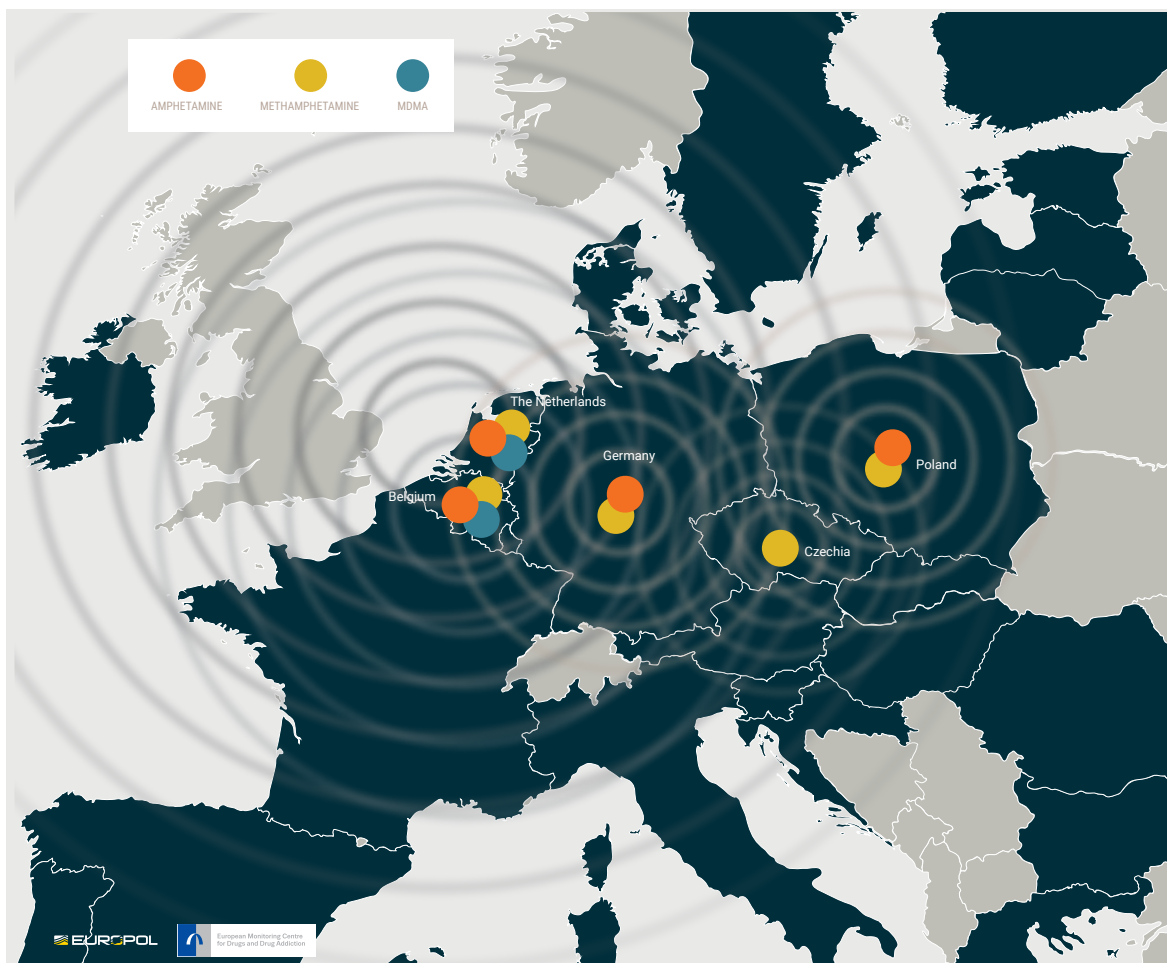 AMPHETAMINE
METHAMPHETAMINE
MDMA
The Netherlands
Germany
Belgium
Poland
Czechia
EUROPOL
European Monitoring Centre
for Drugs and Drug Addiction